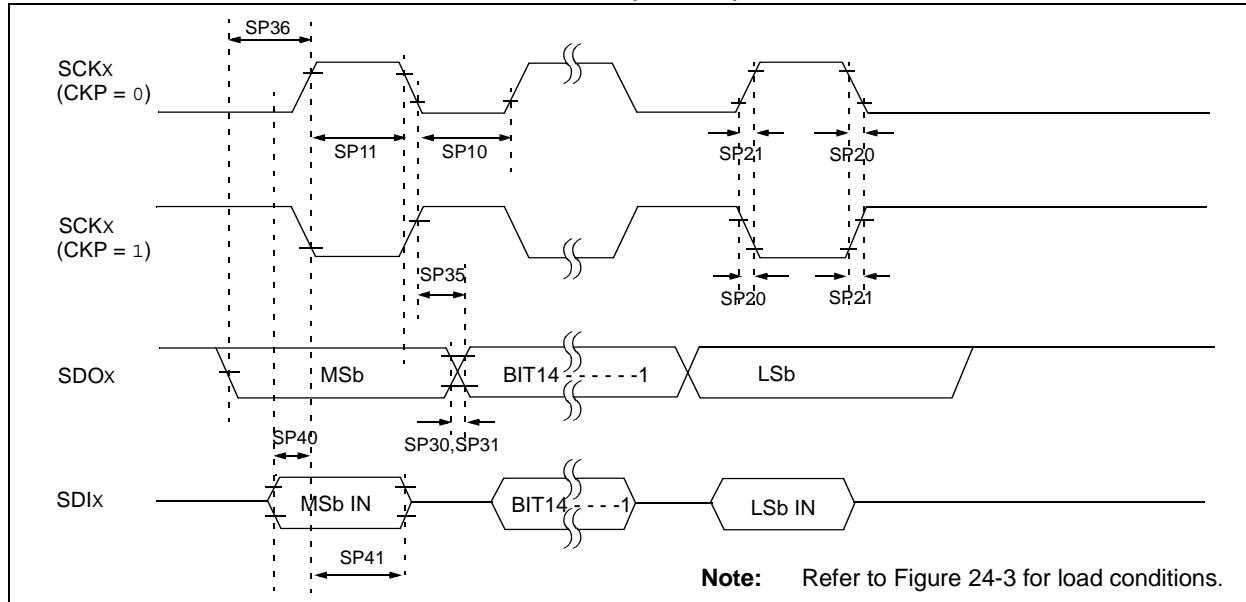 SP36
SCKX
(CKP = 0)
SP11
SP10
SP21
SP20
SCKX
(CKP = 1)
SP35
SP20
SP21
SDOX
MSb
BIT14 - - - - - -1
LSb
SP40
SP30,SP31
SDIX
MSb IN
BIT14 - - - -1
LSb IN
SP41
Note: Refer to Figure 24-3 for load conditions.